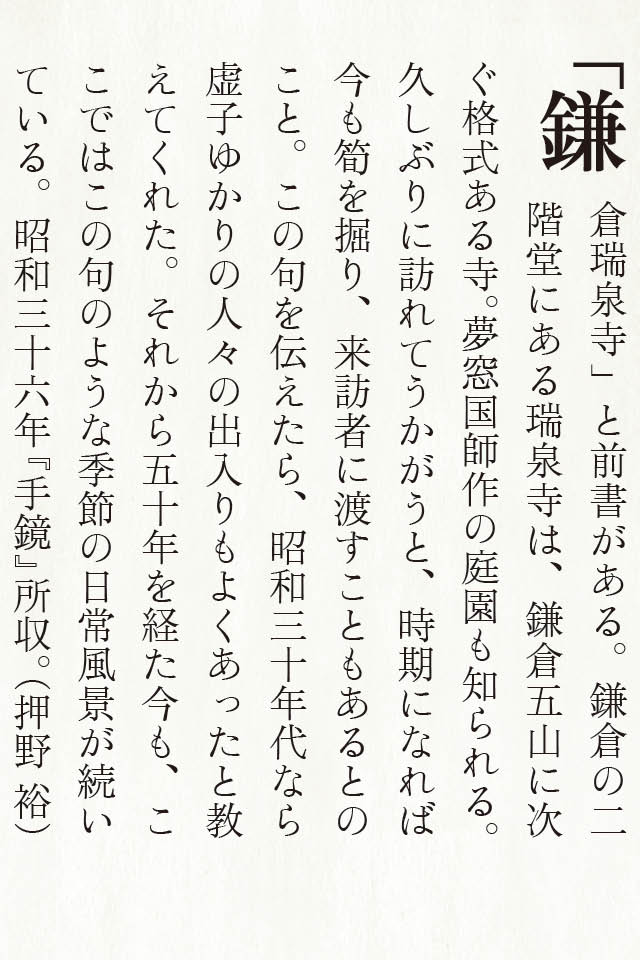 「鎌倉瑞泉寺」と前書がある。鎌倉の二
階堂にある瑞泉寺は、鎌倉五山に次
ぐ格式ある寺。夢窓国師作の庭園も知られる。
久しぶりに訪れてうかがうと、時期になれば
今も筍を掘り、来訪者に渡すこともあるとの
こと。この句を伝えたら、昭和三十年代なら
虚子ゆかりの人々の出入りもよくあったと教
えてくれた。それから五十年を経た今も、こ
こではこの句のような季節の日常風景が続い
ている。昭和三十六年『手鏡』所収。(押野 裕)